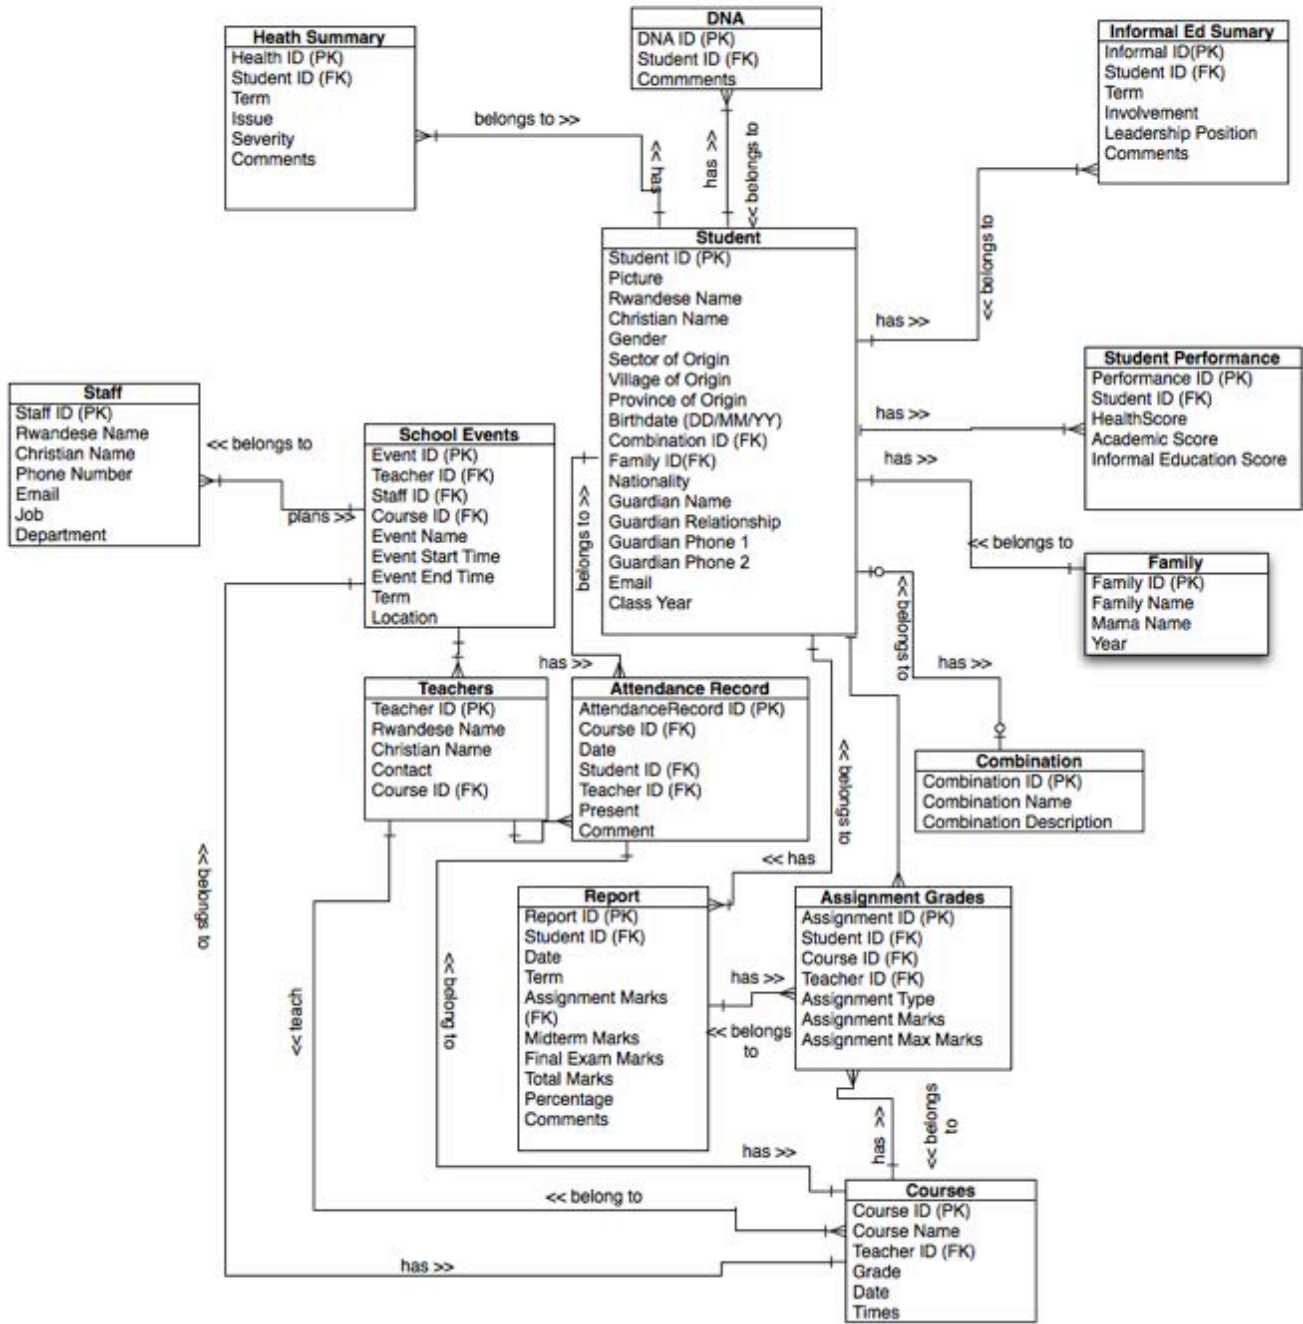 DNA
DNA ID (PK)
Student ID (FK)
Commments
Heath Summary
Health ID (PK)
Student ID (FK)
Term
Issue
Severity
Comments
Informal Ed Sumary
Informal ID(PK)
Student ID (FK)
Term
Involvement
Leadership Position
Comments
belongs to >>
<< has
has >>
<< belongs to
<< belongs to
Student
Student ID (PK)
Picture
Rwandese Name
Christian Name
Gender
Sector of Origin
Village of Origin
Province of Origin
Birthdate (DD/MM/YY)
Combination ID (FK)
Family ID(FK)
Nationality
Guardian Name
Guardian Relationship
Guardian Phone 1
Guardian Phone 2
Email
Class Year
has >>
has >>
has >>
Student Performance
Performance ID (PK)
Student ID (FK)
HealthScore
Academic Score
Informal Education Score
Staff
Staff ID (PK)
Rwandese Name
Christian Name
Phone Number
Email
Job
Department
<< belongs to
plans >>
School Events
Event ID (PK)
Teacher ID (FK)
Staff ID (FK)
Course ID (FK)
Event Name
Event Start Time
Event End Time
Term
Location
belongs to >>
has >>
<< belongs to
Family
Family ID (PK)
Family Name
Mama Name
Year
<< belongs to
has >>
Teachers
Teacher ID (PK)
Rwandese Name
Christian Name
Contact
Course ID (FK)
Attendance Record
AttendanceRecord ID (PK)
Course ID (FK)
Date
Student ID (FK)
Teacher ID (FK)
Present
Comment
<< belongs to
Combination
Combination ID (PK)
Combination Name
Combination Description
<< has
<< belongs to
<< teach
<< belong to
Report
Report ID (PK)
Student ID (FK)
Date
Term
Assignment Marks
(FK)
Midterm Marks
Final Exam Marks
Total Marks
Percentage
Comments
has >>
<< belongs
to
Assignment Grades
Assignment ID (PK)
Student ID (FK)
Course ID (FK)
Teacher ID (FK)
Assignment Type
Assignment Marks
Assignment Max Marks
has >>
<< belongs
to
has >>
<< belong to
has >>
Courses
Course ID (PK)
Course Name
Teacher ID (FK)
Grade
Date
Times